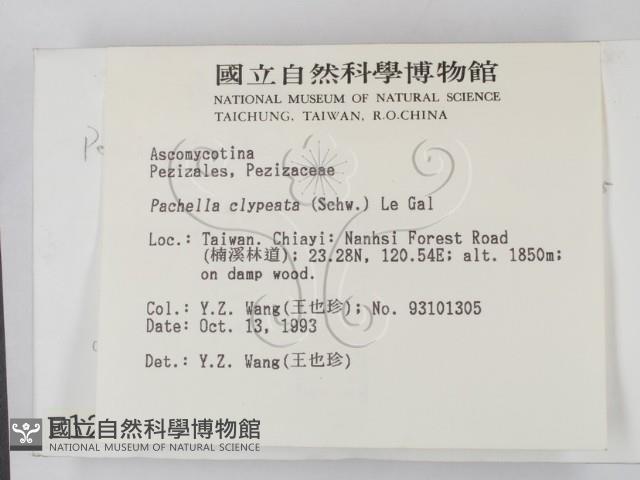 國立自然科學博物館
NATIONAL MUSEUM OF NATURAL SCIENCE
TAICHUNG, TAIWAN, R.O.CHINA
Ascomycotina
Pezizales, Pezizaceae
Pachella clypeata (Schw.) Le Gal
Loc.: Taiwan. Chiayi: Nanhsi Forest Road
(楠溪林道); 23.28N, 120.54E; alt. 1850m;
on damp wood.
Col.: Y.Z. Wang(王也珍); No. 93101305
Date: Oct. 13, 1993
Det.: Y.Z. Wang(王也珍)
國立自然科學博物館
NATIONAL MUSEUM OF NATURAL SCIENCE